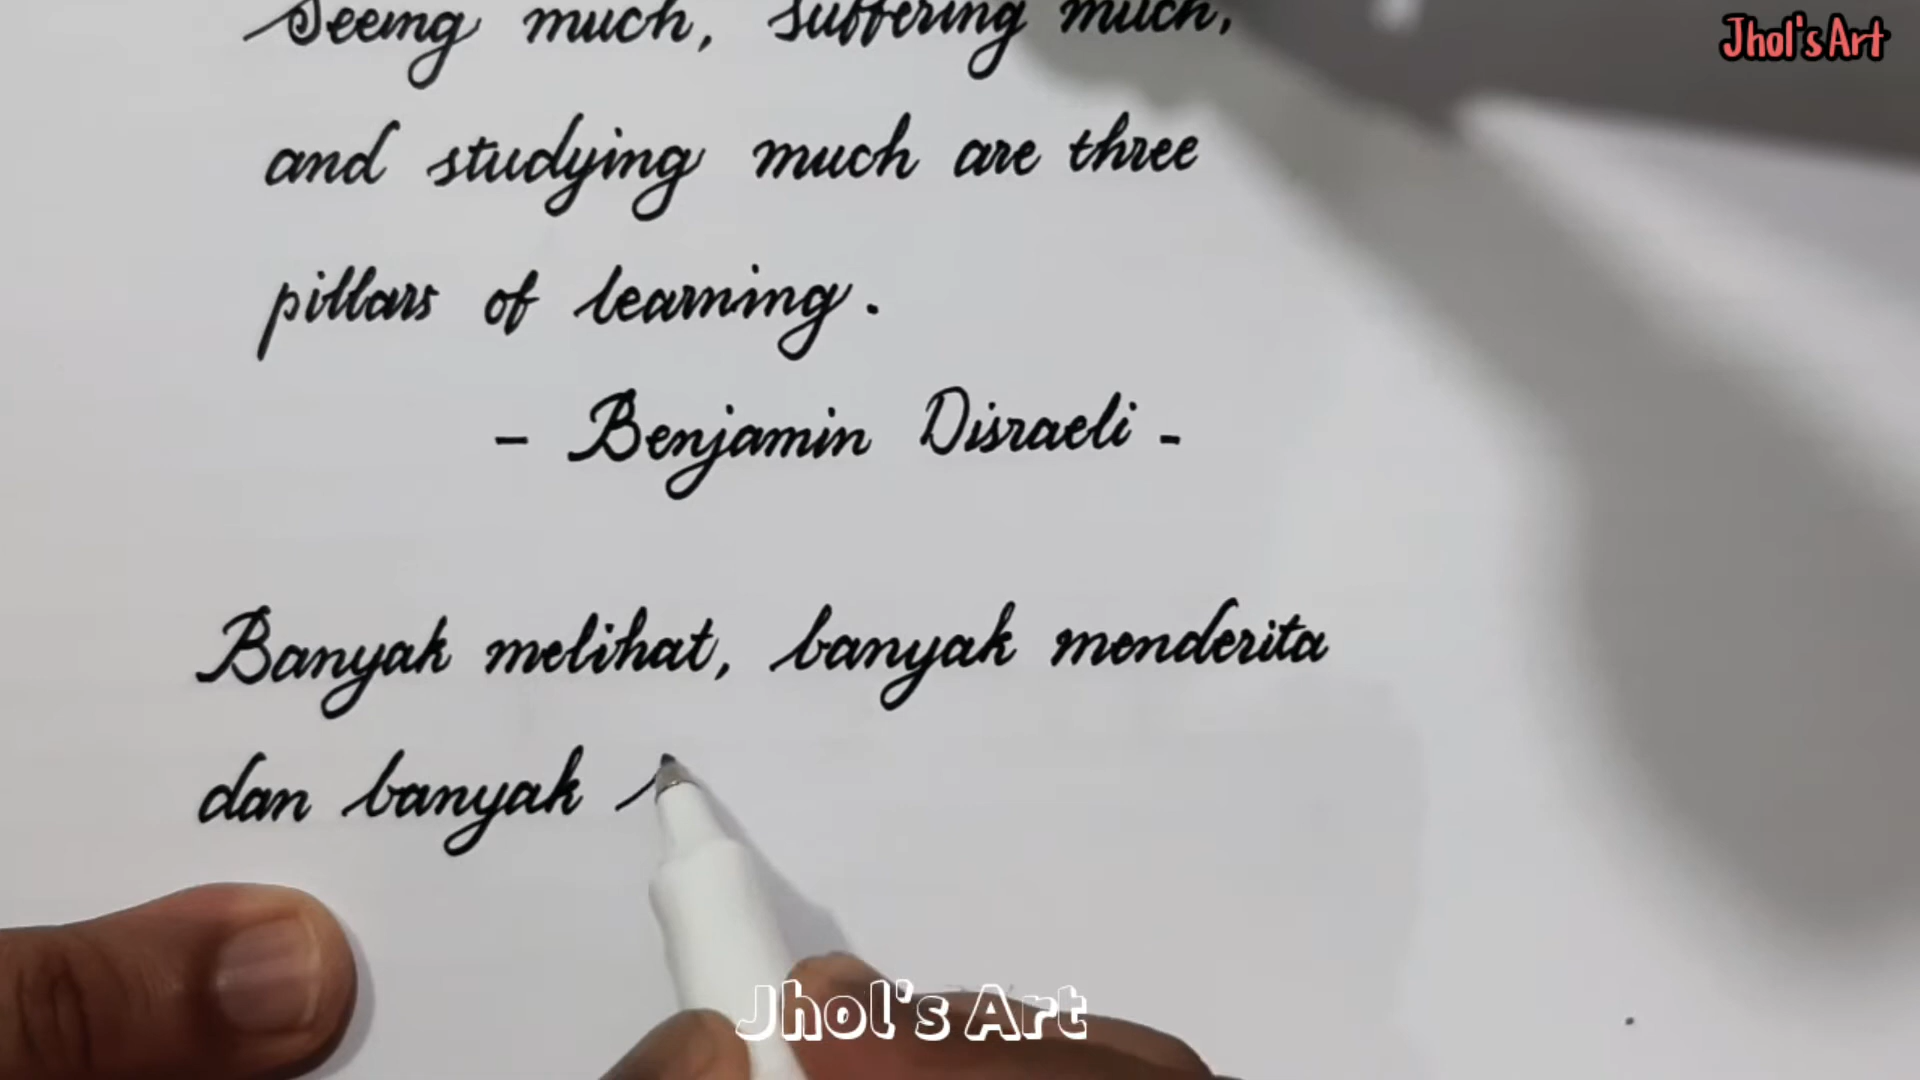 Seeing much, suffering much,
and studying much are three
pillars of learning.
- Benjamin Disraeli -
Banyak melihat, banyak menderita
dan banyak
Jhol's Art
Jhol's Art